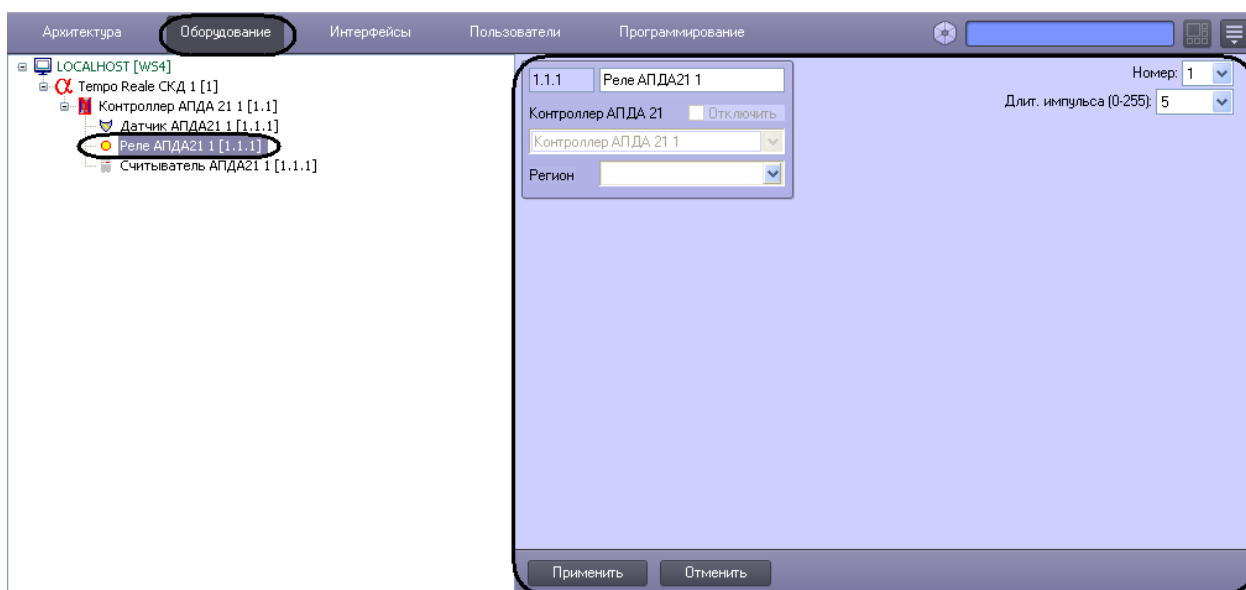 Архитектура Оборудование Интерфейсы Пользователи Программирование
LOCALHOST [WS4]
Tempo Reale СКД 1 [1]
Контроллер АПДА 21 1 [1.1]
Датчик АПДА21 1 [1.1.1]
Реле АПДА21 1 [1.1.1]
Считыватель АПДА21 1 [1.1.1]
1.1.1 Реле АПДА21 1
Контроллер АПДА 21 Отключить
Контроллер АПДА 21 1
Регион
Номер: 1
Длит. импульса (0-255): 5
Применить Отменить